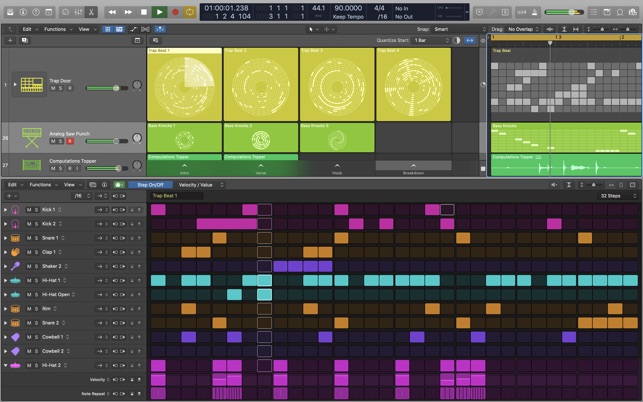 01:00:01.238
1 2 4 104
1 1 1 1
1 1 1 1
44.1
90.0000
Keep Tempo
4/4
/16
No In
No Out
Edit Functions View
Snap: Smart
Drag: No Overlap
Quantize Start: 1 Bar
1
Trap Door
M S R
26
Analog Saw Punch
M S R I
27
Computations Topper
M S R I
Trap Beat 1
Trap Beat 2
Trap Beat 3
Trap Beat 4
Bass Knocks 1
Bass Knocks 2
Bass Knocks 3
Computations Topper
Computations Topper
Intro
Verse
Hook
Breakdown
Trap Beat
Bass Knocks
Computations Topper
Edit Functions View
Step On/Off
Velocity / Value
/16
Trap Beat 1
32 Steps
M S Kick 1
M S Kick 2
M S Snare 1
M S Clap 1
M S Shaker 2
M S Hi-Hat 1
M S Hi-Hat Open
M S Rim
M S Snare 2
M S Cowbell 1
M S Cowbell 2
M S Hi-Hat 2
Velocity
Note Repeat